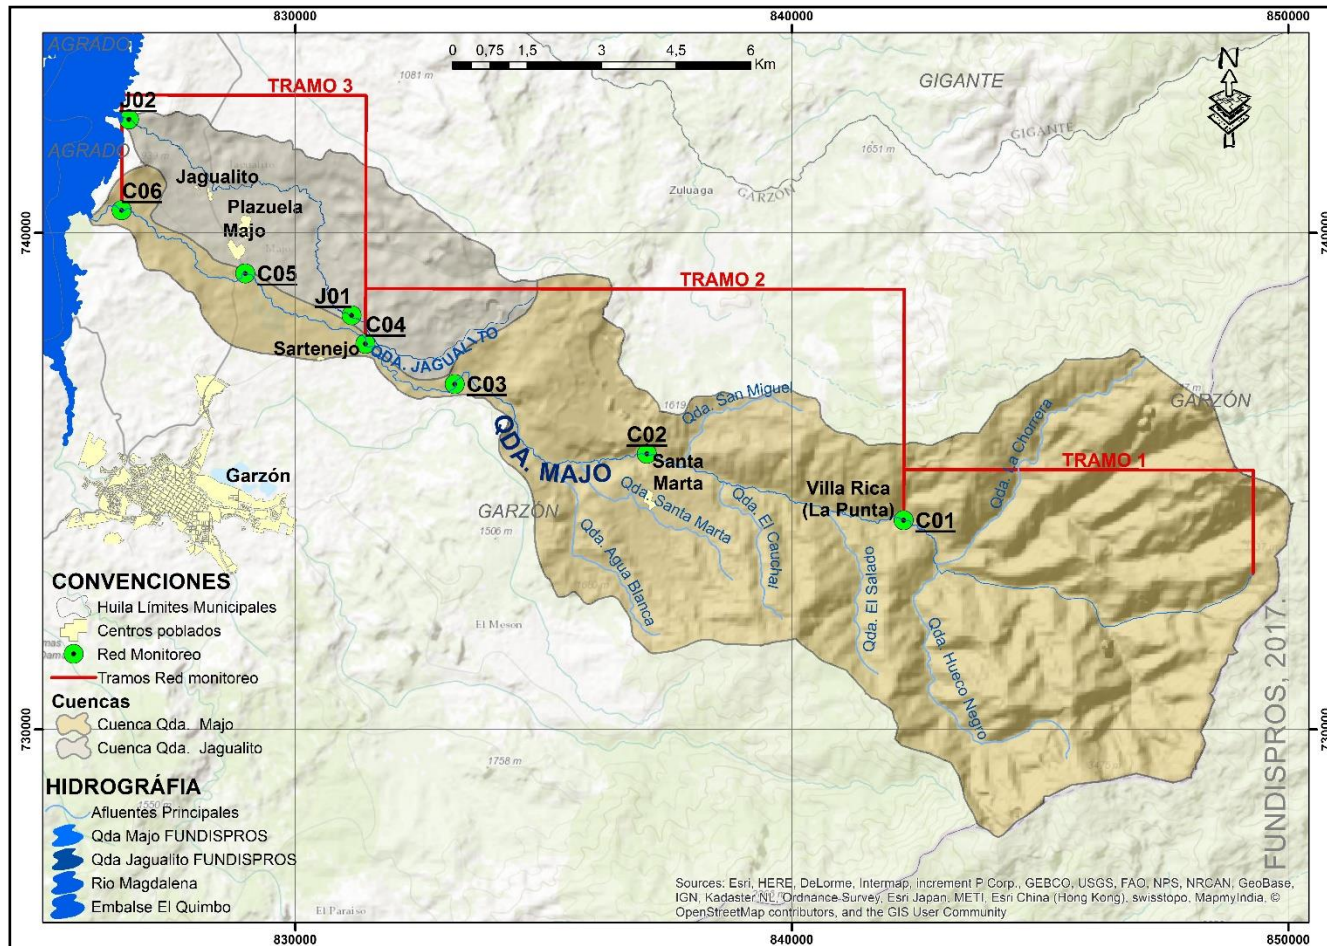 830000
840000
850000
AGRADO
0 0,75 1,5 3 4,5 6
Km
1081 m
GIGANTE
N
TRAMO 3
J02
GIGANTE
AGRADO
1651 m
Jagualito
Zuluaga
GARZÓN
C06
Plazuela
Majo
740000
740000
C05
TRAMO 2
J01
C04
Sartenejo
QDA. JAGUALITO
C03
1619
Qda. San Miguel
GARZÓN
Qda. La Chorrera
QDA. MAJO
C02
Santa
Marta
TRAMO 1
Garzón
Villa Rica
(La Punta)
C01
GARZÓN
1506 m
Qda. Santa Marta
Qda. El Cauchal
Qda. Agua Blanca
Qda. El Salado
Qda. Hueco Negro
El Meson
CONVENCIONES
Huila Límites Municipales
Centros poblados
Red Monitoreo
Tramos Red monitoreo
Cuencas
Cuenca Qda. Majo
Cuenca Qda. Jagualito
730000
730000
1758 m
1550 m
HIDROGRÁFIA
Afluentes Principales
Qda Majo FUNDISPROS
Qda Jagualito FUNDISPROS
Rio Magdalena
Embalse El Quimbo
El Paraiso
FUNDISPROS, 2017
Sources: Esri, HERE, DeLorme, Intermap, increment P Corp., GEBCO, USGS, FAO, NPS, NRCAN, GeoBase,
IGN, Kadaster NL, Ordnance Survey, Esri Japan, METI, Esri China (Hong Kong), swisstopo, MapmyIndia, ©
OpenStreetMap contributors, and the GIS User Community
830000
840000
850000